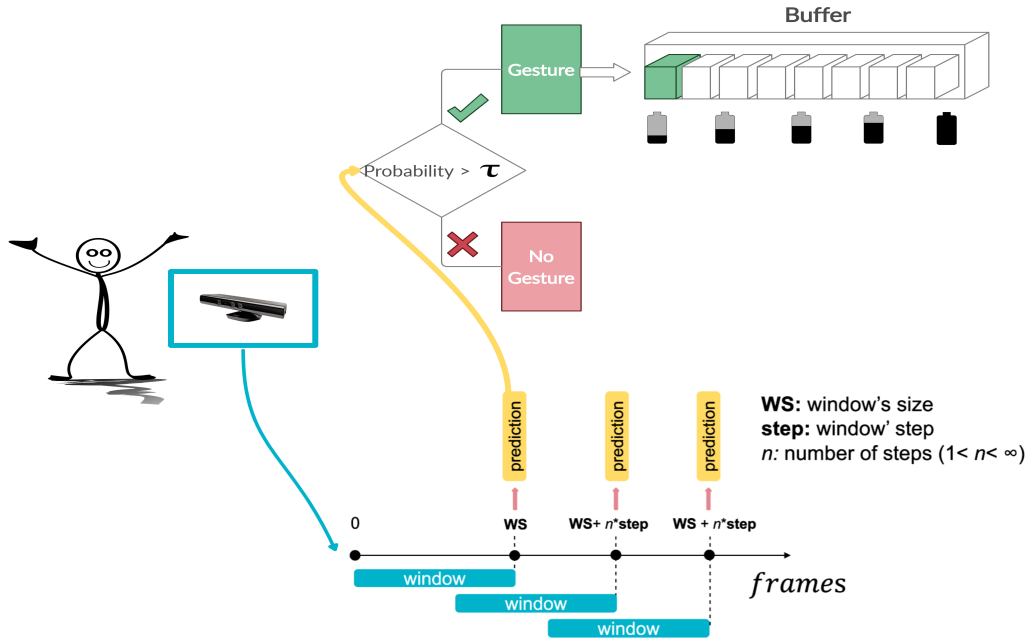 Buffer
Gesture
Probability > τ
No
Gesture
prediction
prediction
prediction
WS: window's size
step: window' step
n: number of steps (1< n< ∞)
0
WS
WS+ n*step
WS + n*step
window
window
window
frames